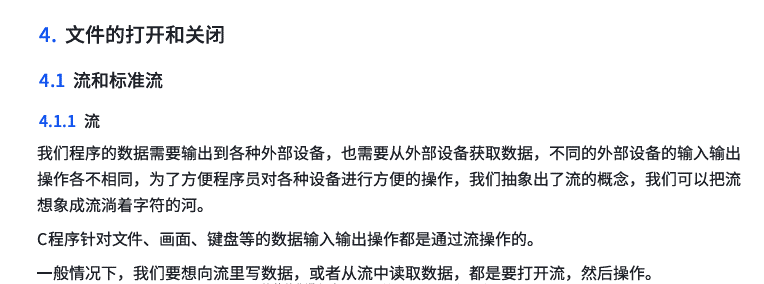 4. 文件的打开和关闭
4.1 流和标准流
4.1.1 流
我们程序的数据需要输出到各种外部设备，也需要从外部设备获取数据，不同的外部设备的输入输出
操作各不相同，为了方便程序员对各种设备进行方便的操作，我们抽象出了流的概念，我们可以把流
想象成流淌着字符的河。
C程序针对文件、画面、键盘等的数据输入输出操作都是通过流操作的。
一般情况下，我们要想向流里写数据，或者从流中读取数据，都是要打开流，然后操作。